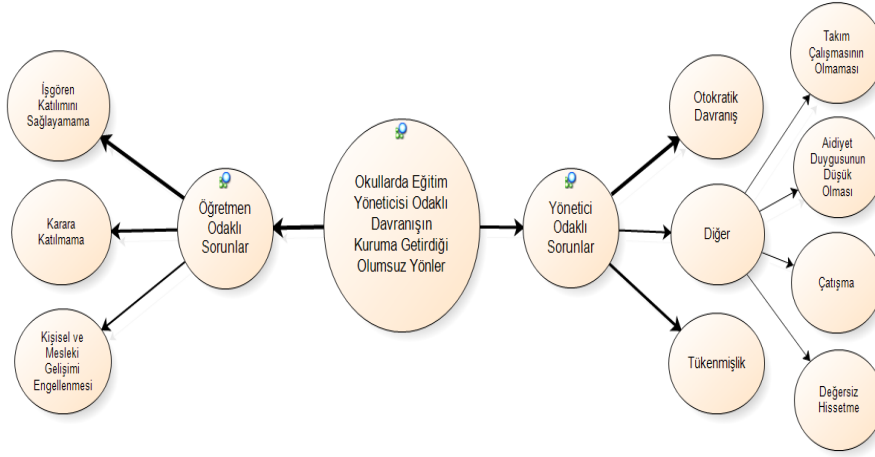 İşgören
Katılımını
Sağlayamama
Karara
Katılmama
Kişisel ve
Mesleki
Gelişimi
Engellenmesi
Öğretmen
Odaklı
Sorunlar
Okullarda Eğitim
Yöneticisi Odaklı
Davranışın
Kuruma Getirdiği
Olumsuz Yönler
Yönetici
Odaklı
Sorunlar
Otokratik
Davranış
Diğer
Tükenmişlik
Takım
Çalışmasının
Olmaması
Aidiyet
Duygusunun
Düşük
Olması
Çatışma
Değersiz
Hissetme